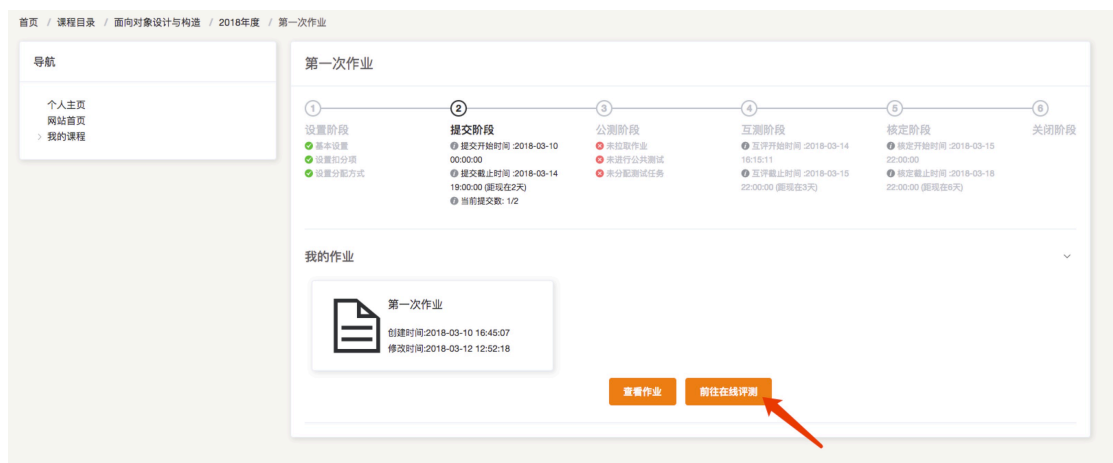 首页 / 课程目录 / 面向对象设计与构造 / 2018年度 / 第一次作业
导航
个人主页
网站首页
> 我的课程
第一次作业
1
设置阶段
基本设置
设置扣分项
设置分配方式
2
提交阶段
提交开始时间 :2018-03-10
00:00:00
提交截止时间 :2018-03-14
19:00:00 (距现在2天)
当前提交数: 1/2
3
公测阶段
未拉取作业
未进行公共测试
未分配测试任务
4
互测阶段
互评开始时间 :2018-03-14
16:15:11
互评截止时间 :2018-03-15
22:00:00 (距现在3天)
5
核定阶段
核定开始时间 :2018-03-15
22:00:00
核定截止时间 :2018-03-18
22:00:00 (距现在6天)
6
关闭阶段
我的作业
第一次作业
创建时间:2018-03-10 16:45:07
修改时间:2018-03-12 12:52:18
查看作业
前往在线评测